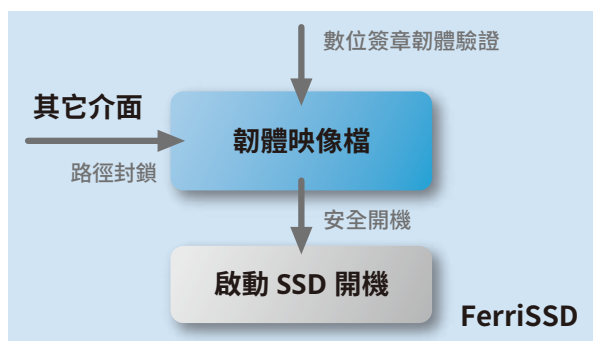 數位簽章韌體驗證
其它介面
韌體映像檔
路徑封鎖
安全開機
啟動 SSD 開機
FerriSSD